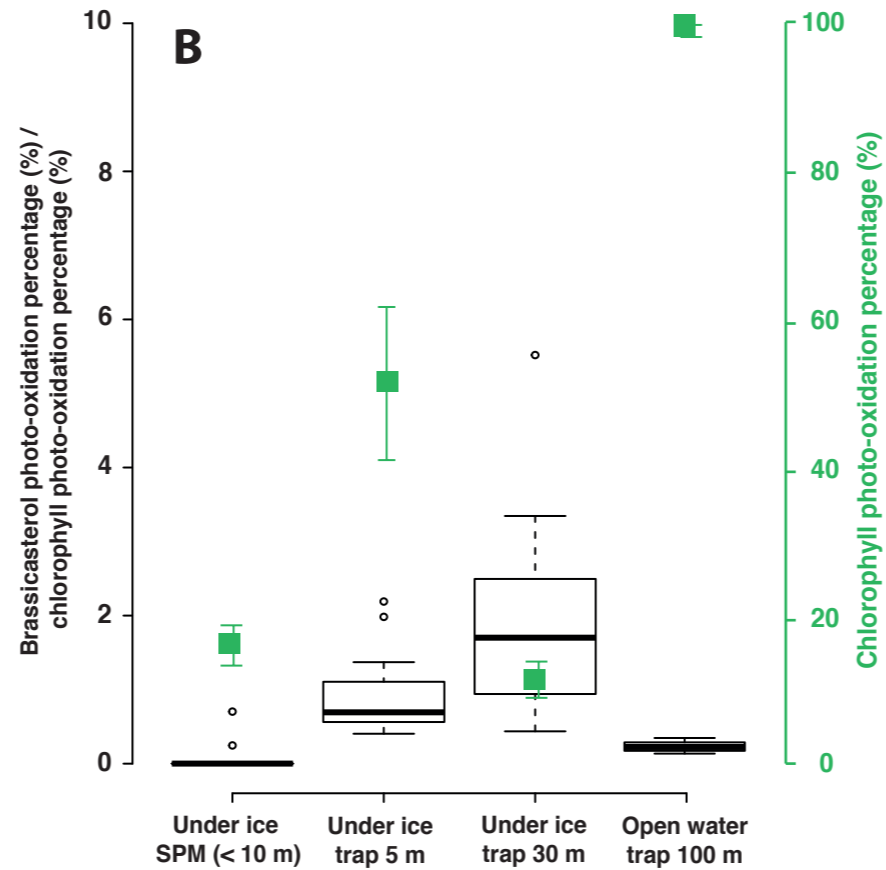 B
Brassicasterol photo-oxidation percentage (%) /
chlorophyll photo-oxidation percentage (%)
10
8
6
4
2
0
100
80
60
40
20
0
Chlorophyll photo-oxidation percentage (%)
Under ice
SPM (< 10 m)
Under ice
trap 5 m
Under ice
trap 30 m
Open water
trap 100 m